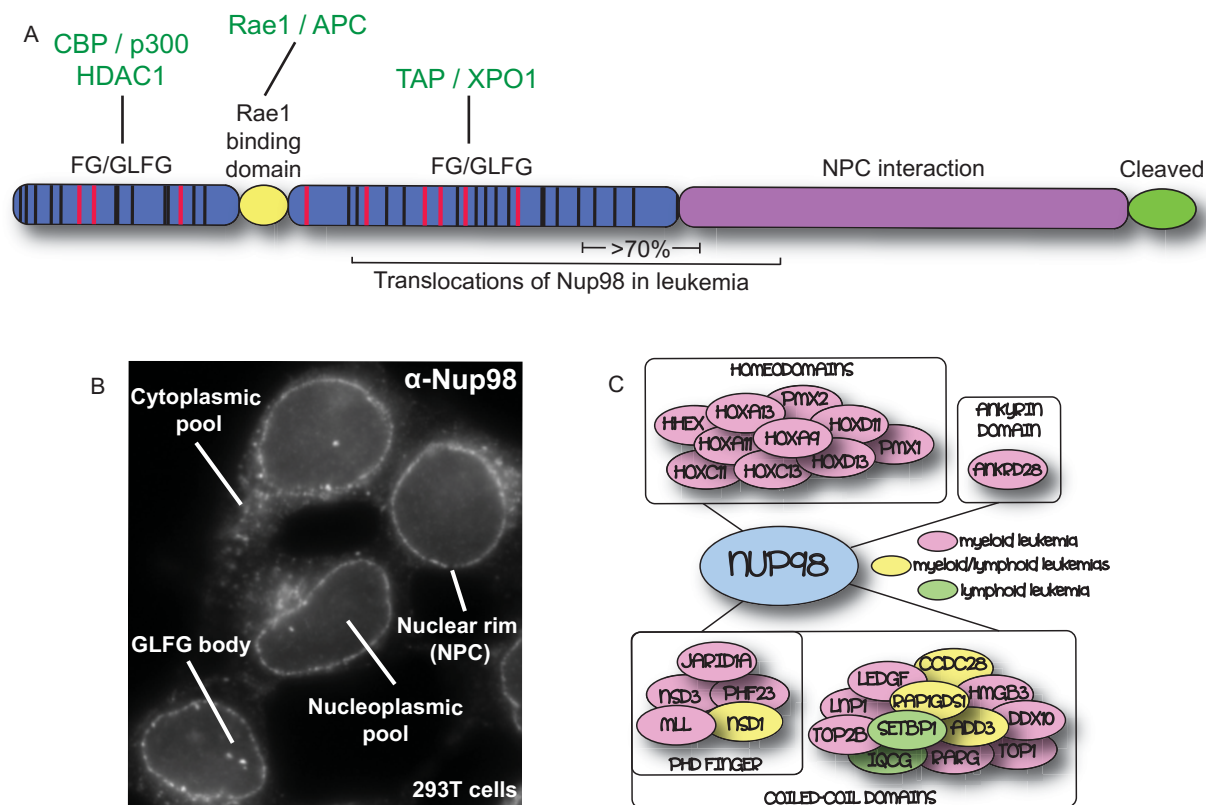 A
CBP / p300
HDAC1
Rae1 / APC
TAP / XPO1
Rae1
binding
domain
FG/GLFG
FG/GLFG
NPC interaction
Cleaved
>70%
Translocations of Nup98 in leukemia
B
α-Nup98
Cytoplasmic
pool
Nuclear rim
(NPC)
GLFG body
Nucleoplasmic
pool
293T cells
C
HOMEODOMAINS
PMX2
HOXA13
HHEX
HOXD11
HOXA9
HOXA11
PMX1
HOXC11
HOXC13
HOXD13
ANKYRIN
DOMAIN
ANKRD28
NUP98
myeloid leukemia
myeloid/lymphoid leukemias
lymphoid leukemia
JARID1A
NSD3
PHF23
MLL
NSD1
PHD FINGER
CCDC28
LEDGF
RAP1GDS1
HMGB3
LNP1
SETBP1
ADD3
DDX10
TOP2B
IQCG
RARG
TOP1
COILED-COIL DOMAINS